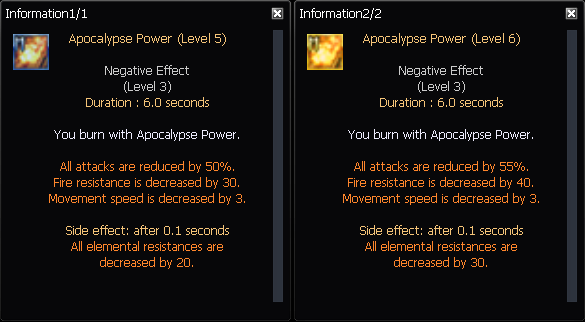 Information1/1
Apocalypse Power (Level 5)
Negative Effect
(Level 3)
Duration : 6.0 seconds
You burn with Apocalypse Power.
All attacks are reduced by 50%.
Fire resistance is decreased by 30.
Movement speed is decreased by 3.
Side effect: after 0.1 seconds
All elemental resistances are
decreased by 20.
Information2/2
Apocalypse Power (Level 6)
Negative Effect
(Level 3)
Duration : 6.0 seconds
You burn with Apocalypse Power.
All attacks are reduced by 55%.
Fire resistance is decreased by 40.
Movement speed is decreased by 3.
Side effect: after 0.1 seconds
All elemental resistances are
decreased by 30.